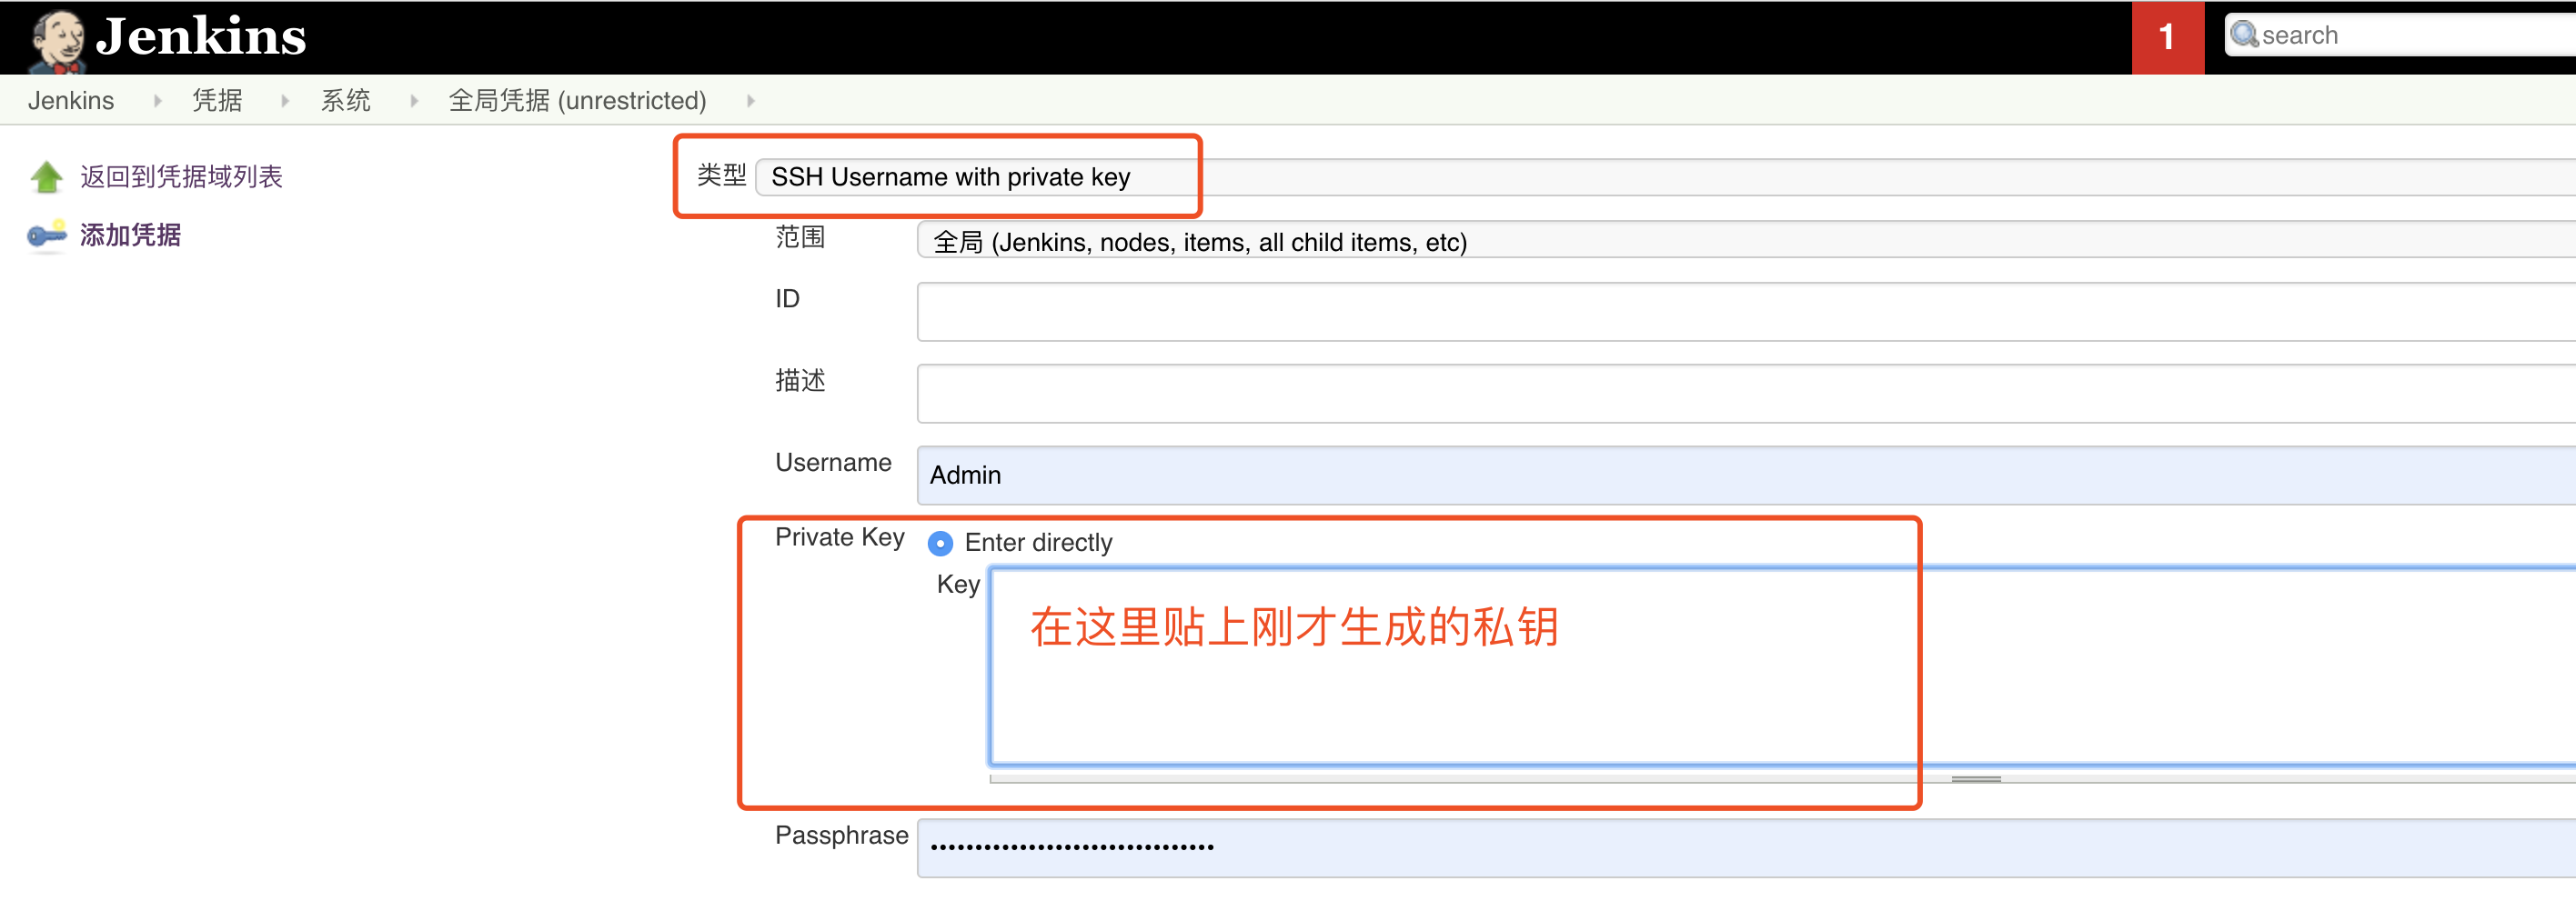 Jenkins
1
search
Jenkins 凭据 系统 全局凭据 (unrestricted)
返回到凭据域列表
添加凭据
类型 SSH Username with private key
范围 全局 (Jenkins, nodes, items, all child items, etc)
ID
描述
Username Admin
Private Key Enter directly
Key
在这里贴上刚才生成的私钥
Passphrase ••••••••••••••••••••••••••••••••